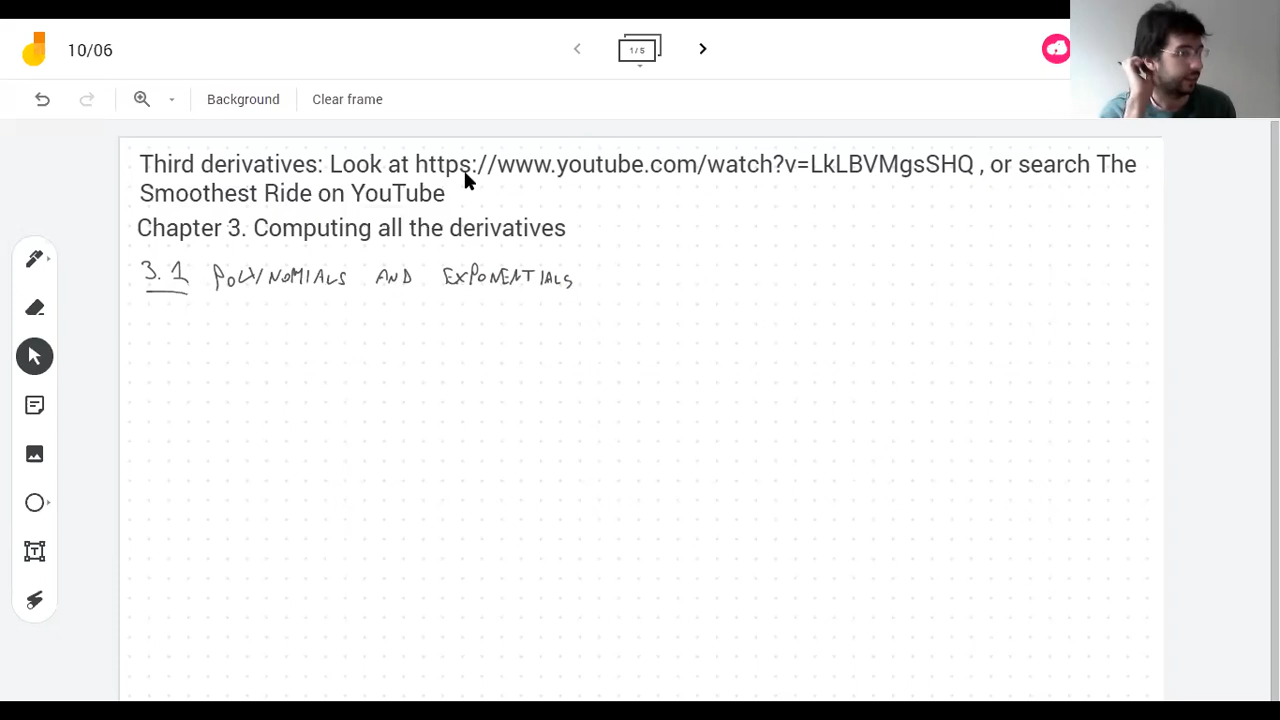 10/06
1/5
Background
Clear frame
Third derivatives: Look at https://www.youtube.com/watch?v=LkLBVMgsSHQ , or search The
Smoothest Ride on YouTube
Chapter 3. Computing all the derivatives
3.1 POLYNOMIALS AND EXPONENTIALS